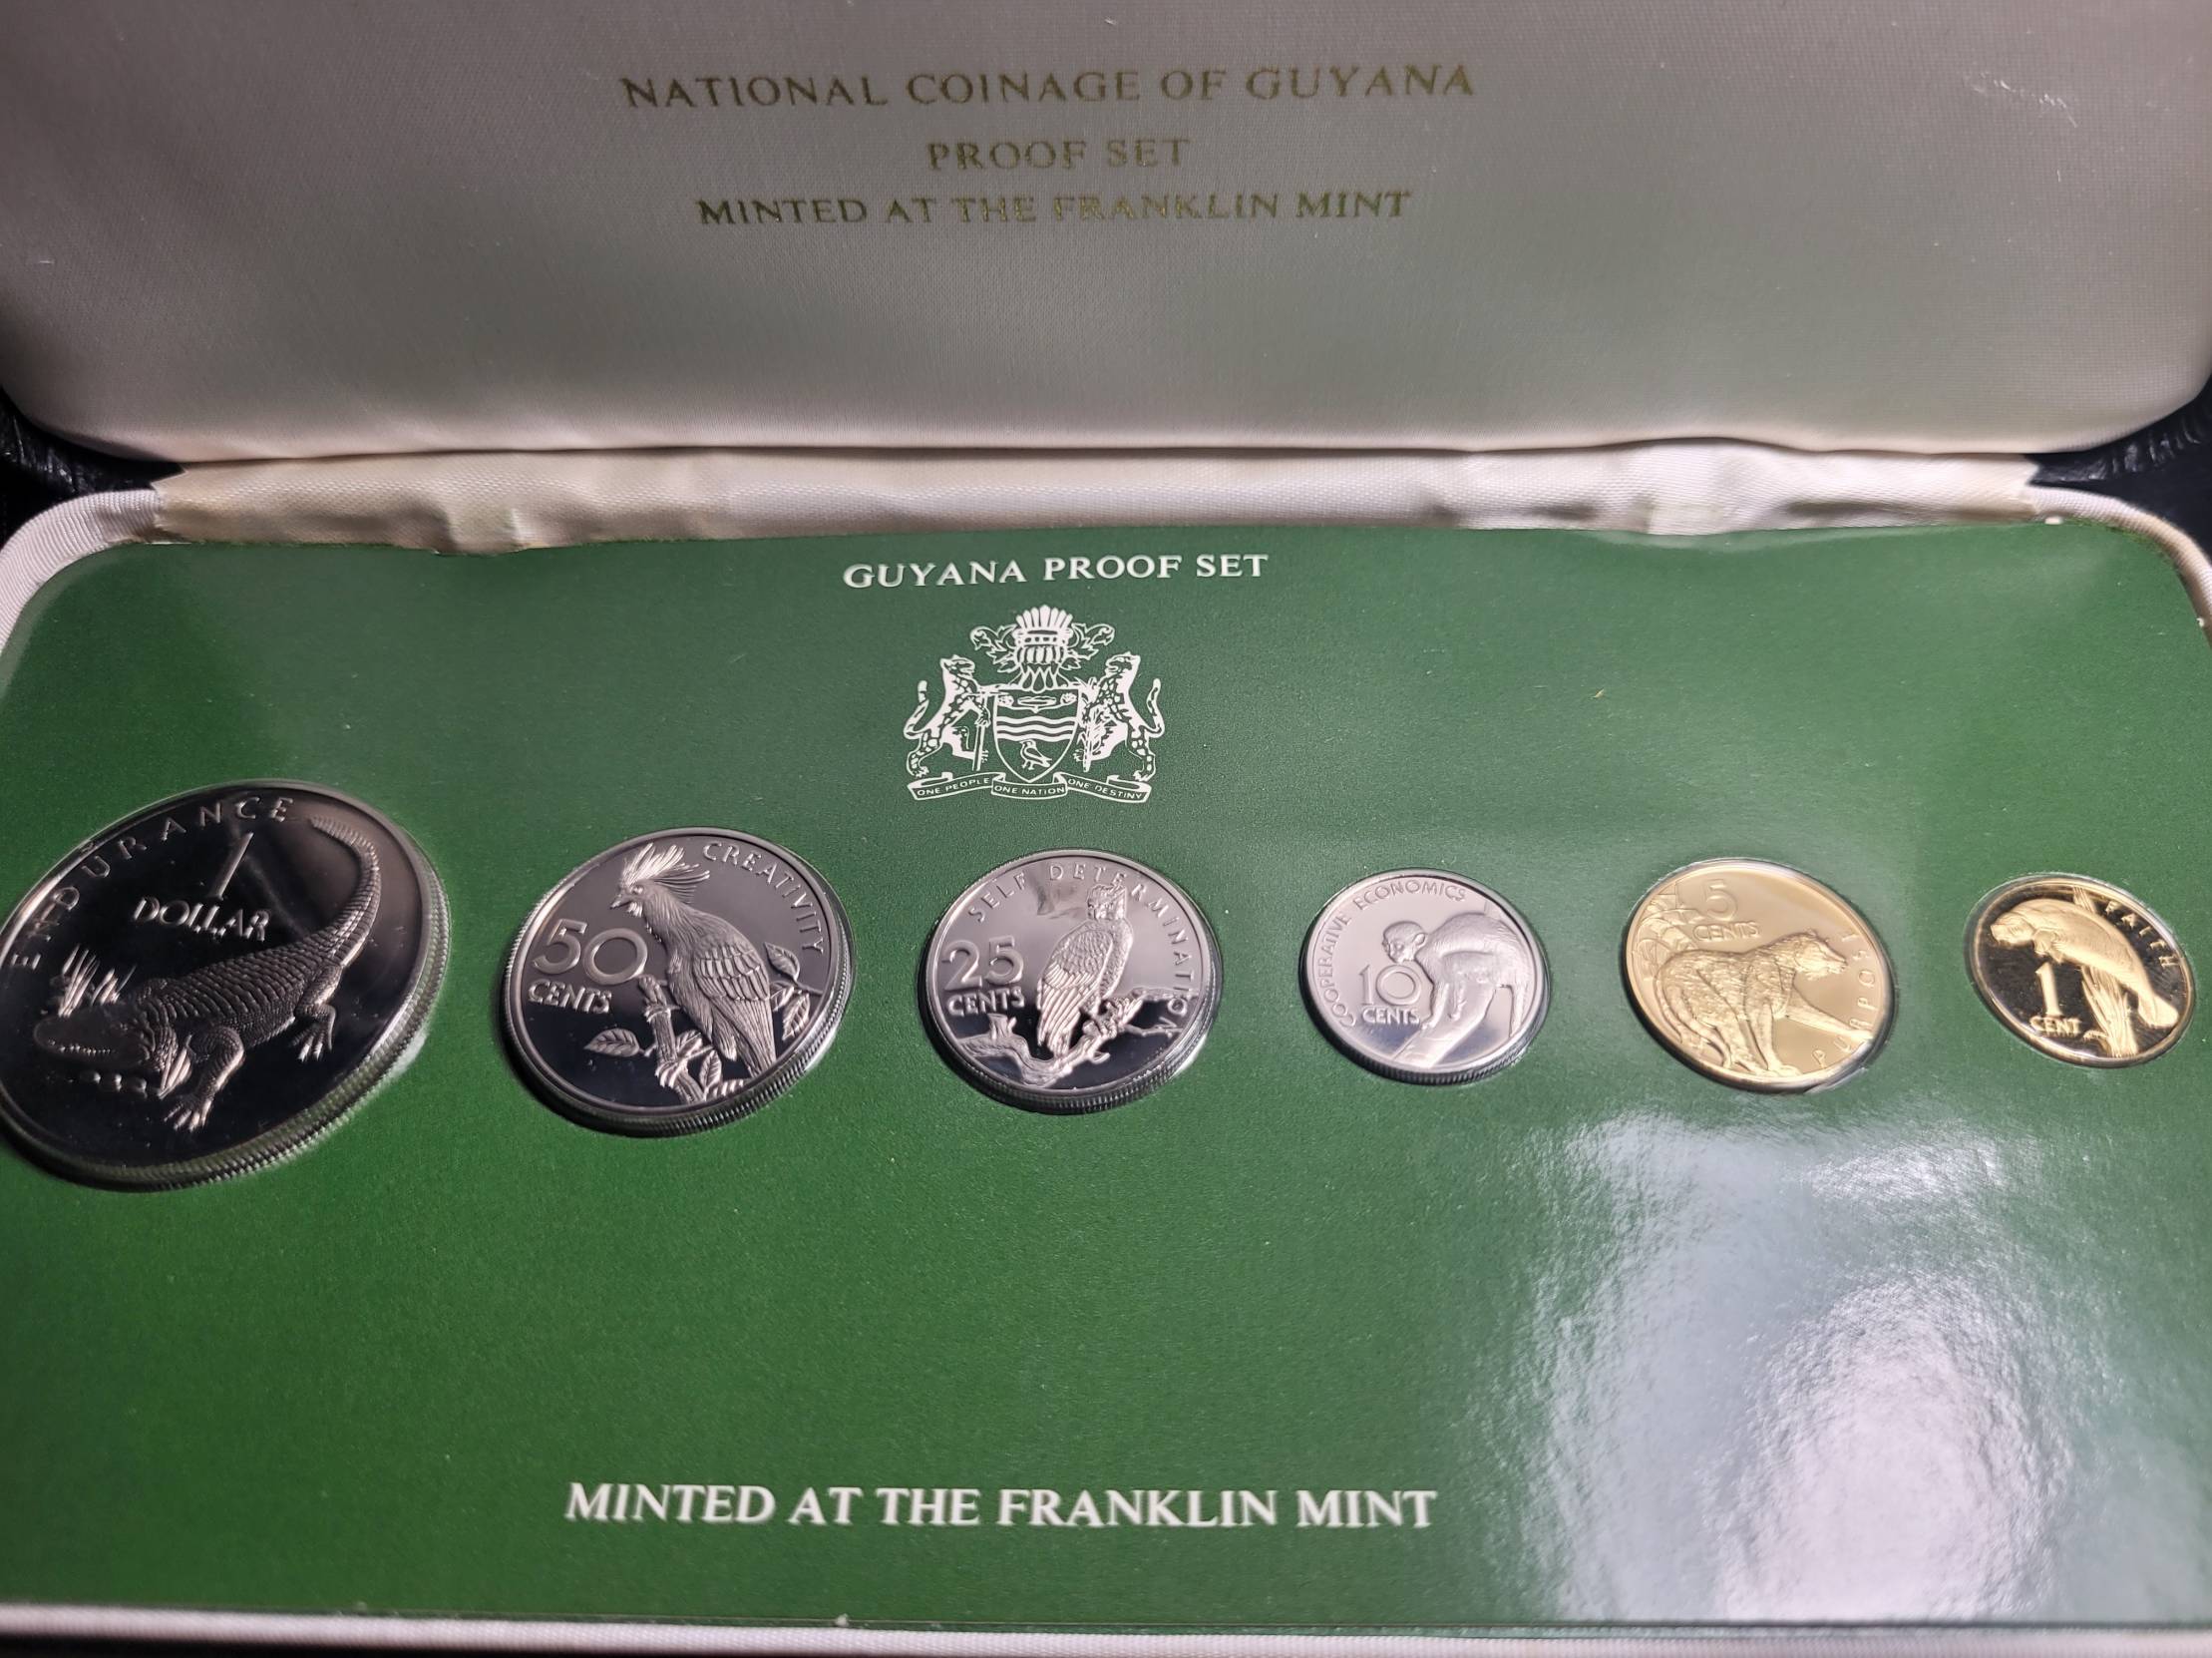 NATIONAL COINAGE OF GUYANA
PROOF SET
MINTED AT THE FRANKLIN MINT
GUYANA PROOF SET
ONE PEOPLE ONE NATION ONE DESTINY
ENDURANCE
1
DOLLAR
CREATIVITY
50
CENTS
SELF DETERMINATION
25
CENTS
COOPERATIVE ECONOMICS
10
CENTS
5
CENTS
PURPOSE
FAITH
1
CENT
MINTED AT THE FRANKLIN MINT